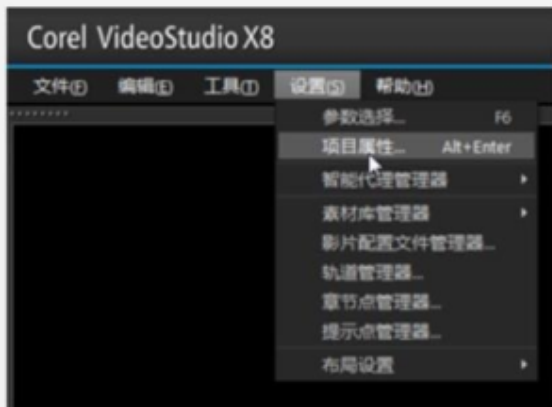 Corel VideoStudio X8
文件(F) 编辑(E) 工具(T) 设置(S) 帮助(H)
参数选择... F6
项目属性... Alt+Enter
智能代理管理器
素材库管理器
影片配置文件管理器...
轨道管理器...
章节点管理器...
提示点管理器...
布局设置